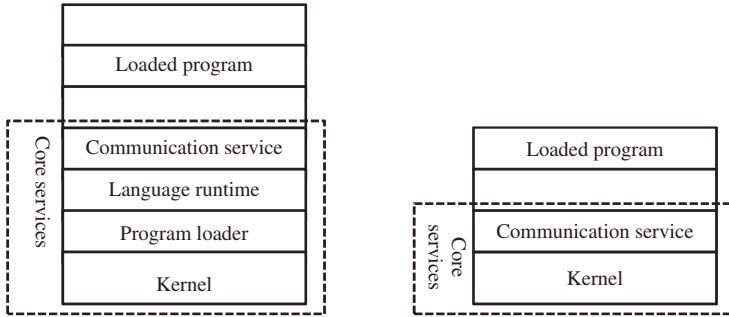 Loaded program
Core services
Communication service
Language runtime
Program loader
Kernel
Loaded program
Core
services
Communication service
Kernel